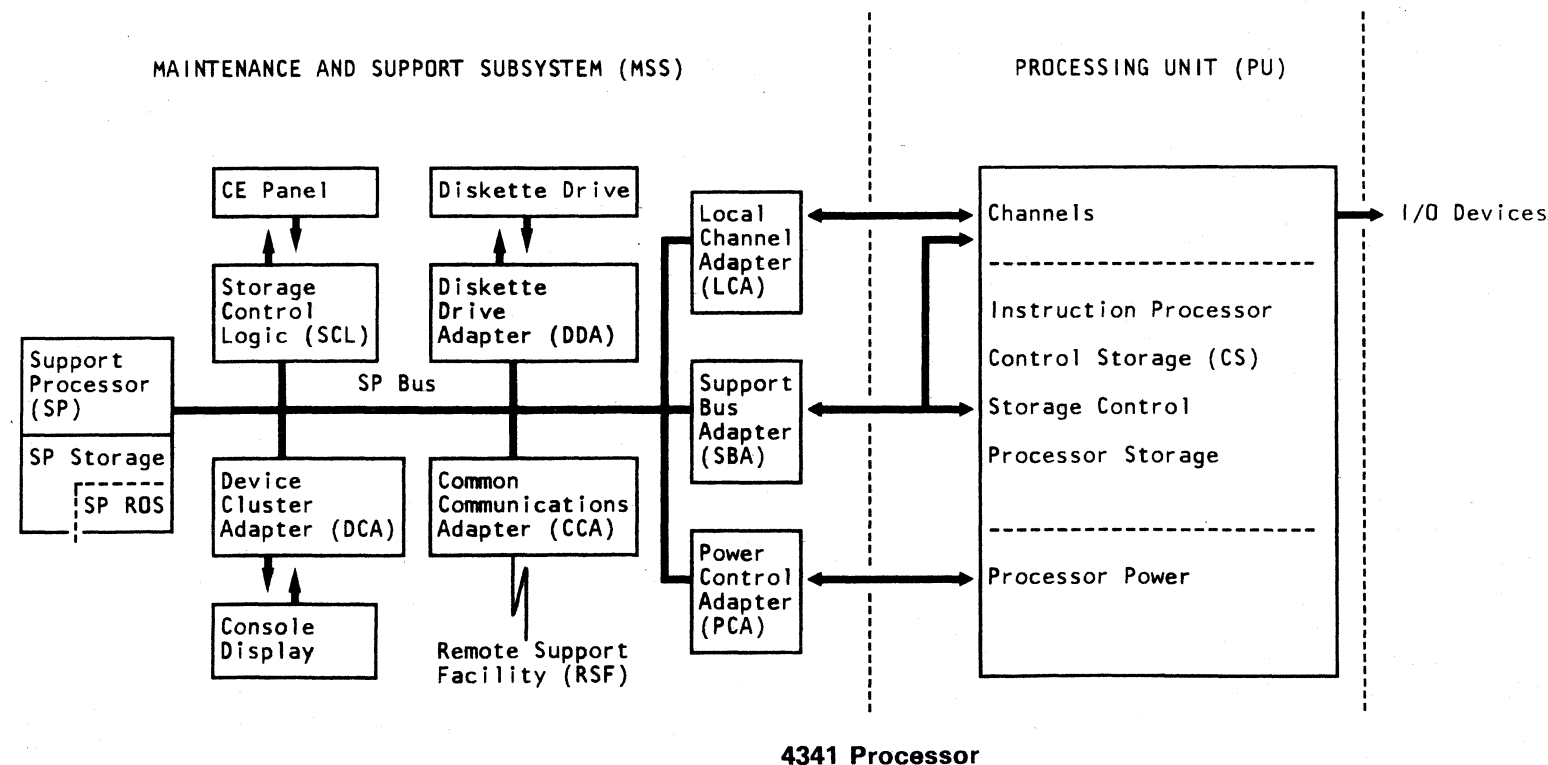 MAINTENANCE AND SUPPORT SUBSYSTEM (MSS)
PROCESSING UNIT (PU)
CE Panel
Diskette Drive
Storage
Control
Logic (SCL)
Diskette
Drive
Adapter (DDA)
Support
Processor
(SP)
SP Storage
SP ROS
SP Bus
Device
Cluster
Adapter (DCA)
Common
Communications
Adapter (CCA)
Console
Display
Remote Support
Facility (RSF)
Local
Channel
Adapter
(LCA)
Support
Bus
Adapter
(SBA)
Power
Control
Adapter
(PCA)
Channels
Instruction Processor
Control Storage (CS)
Storage Control
Processor Storage
Processor Power
I/O Devices
4341 Processor